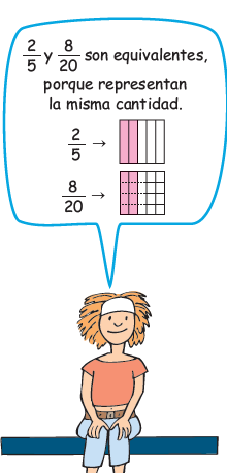 2/5 y 8/20 son equivalentes,
porque representan
la misma cantidad.
2/5 →
8/20 →